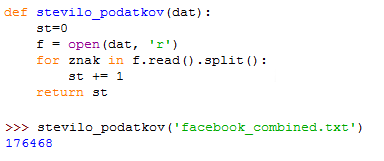 def stevilo_podatkov(dat):
    st=0
    f = open(dat, 'r')
    for znak in f.read().split():
        st += 1
    return st
>>> stevilo_podatkov('facebook_combined.txt')
176468